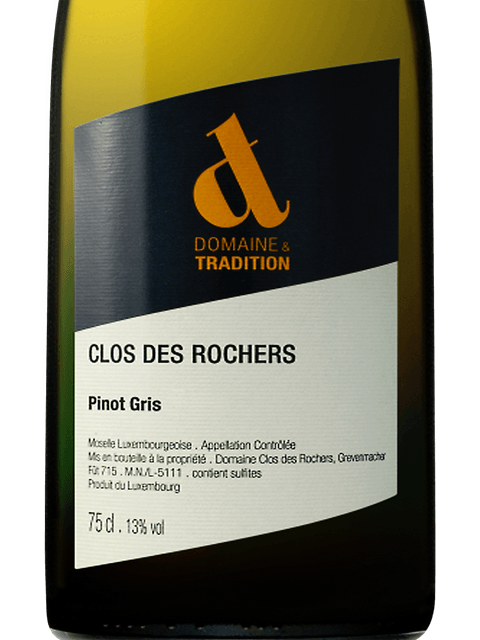 DOMAINE &
TRADITION
CLOS DES ROCHERS
Pinot Gris
Moselle Luxembourgeoise . Appellation Contrôlée
Mis en bouteille à la propriété . Domaine Clos des Rochers, Grevenmacher
Fût 715 . M.N./L-5111 . contient sulfites
Produit du Luxembourg
75 cl . 13% vol